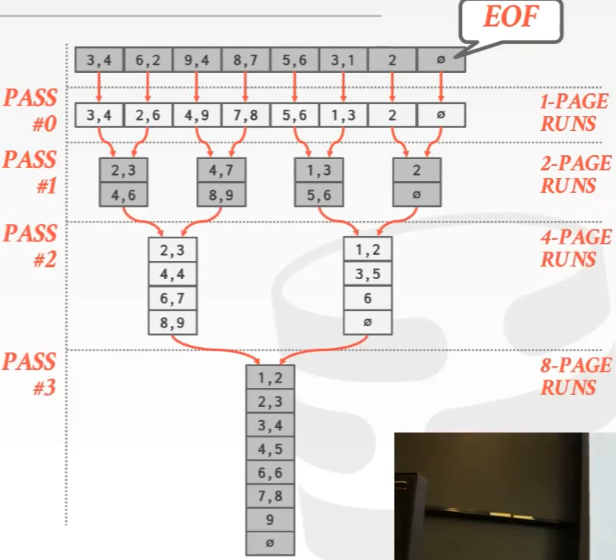 EOF
3,4 6,2 9,4 8,7 5,6 3,1 2 ø
PASS #0
3,4 2,6 4,9 7,8 5,6 1,3 2 ø
1-PAGE RUNS
PASS #1
2,3 4,7 1,3 2
4,6 8,9 5,6 ø
2-PAGE RUNS
PASS #2
2,3 1,2
4,4 3,5
6,7 6
8,9 ø
4-PAGE RUNS
PASS #3
1,2
2,3
3,4
4,5
6,6
7,8
9
ø
8-PAGE RUNS